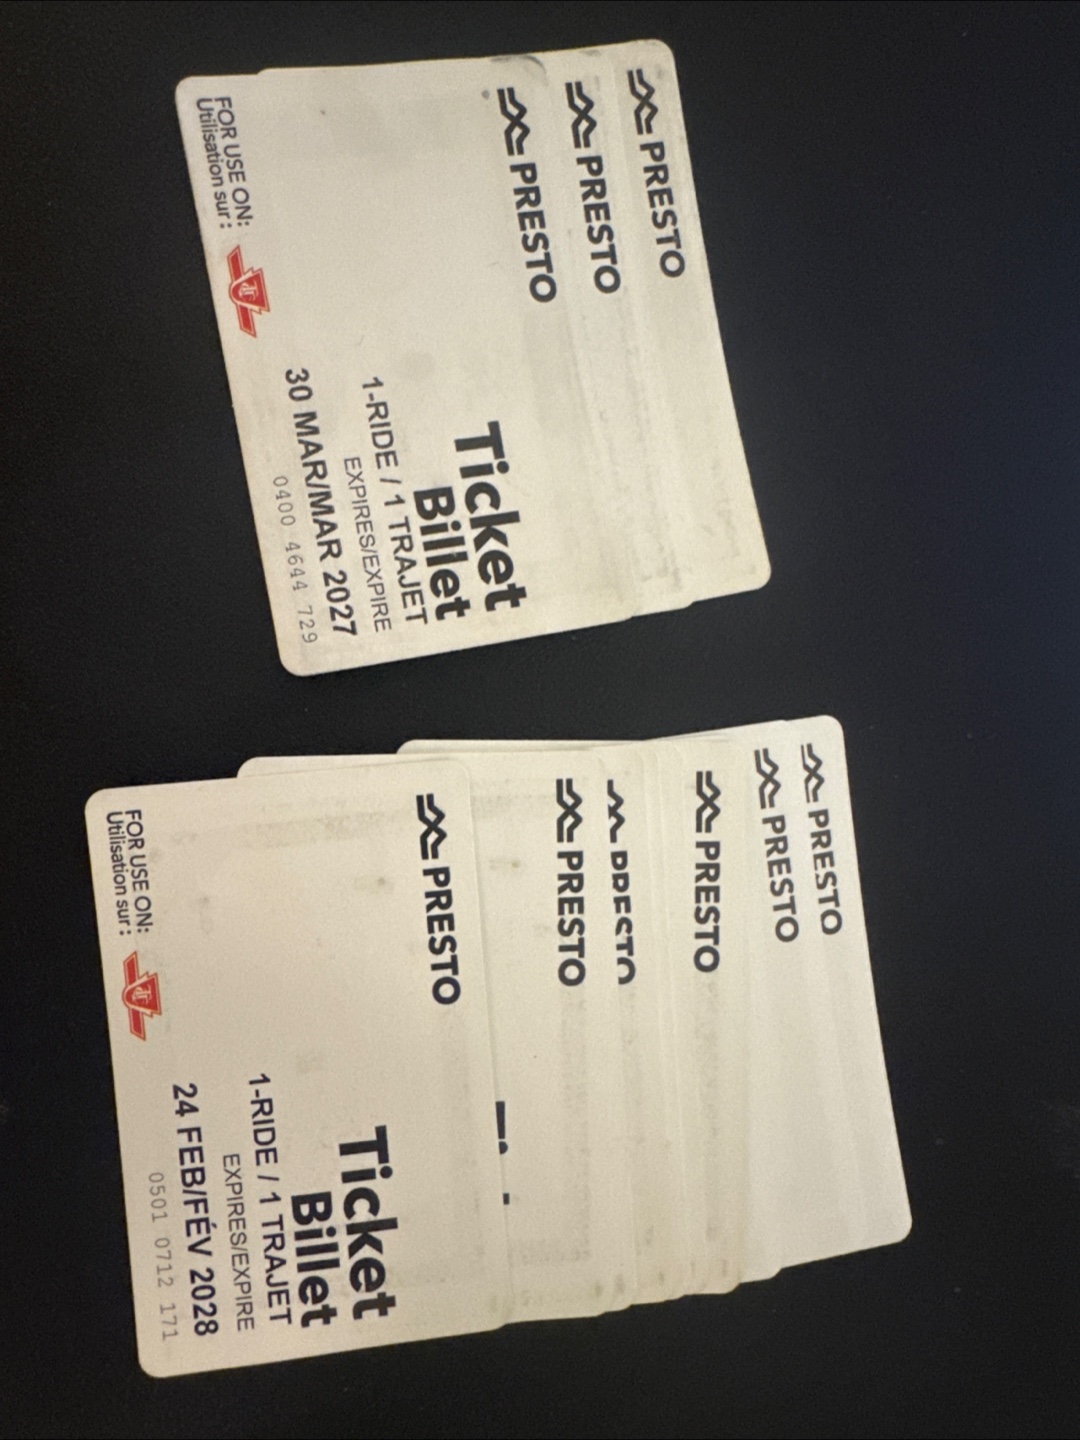 PRESTO
PRESTO
PRESTO
Ticket
Billet
1-RIDE / 1 TRAJET
EXPIRES/EXPIRE
30 MAR/MAR 2027
0400 4644 729
FOR USE ON:
Utilisation sur :
PRESTO
PRESTO
PRESTO
PRESTO
PRESTO
PRESTO
Ticket
Billet
1-RIDE / 1 TRAJET
EXPIRES/EXPIRE
24 FEB/FÉV 2028
0501 0712 171
FOR USE ON:
Utilisation sur :